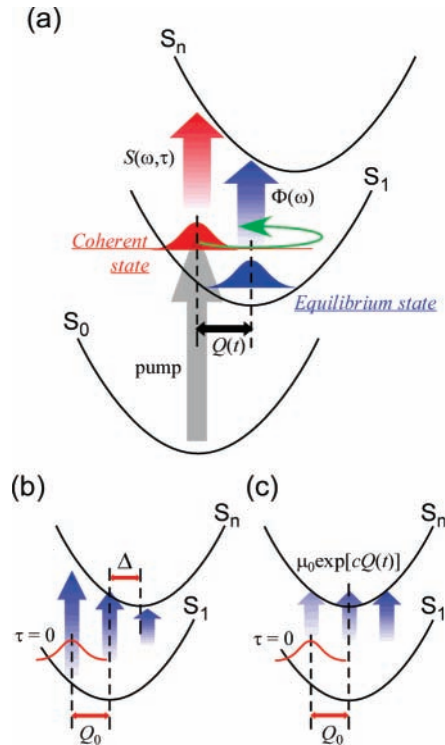 (a)
Sₙ
S(ω,τ)
Φ(ω)
S₁
Coherent
state
Equilibrium state
S₀
Q(t)
pump
(b)
(c)
Sₙ
Sₙ
Δ
μ₀exp[cQ(t)]
S₁
S₁
τ = 0
τ = 0
Q₀
Q₀